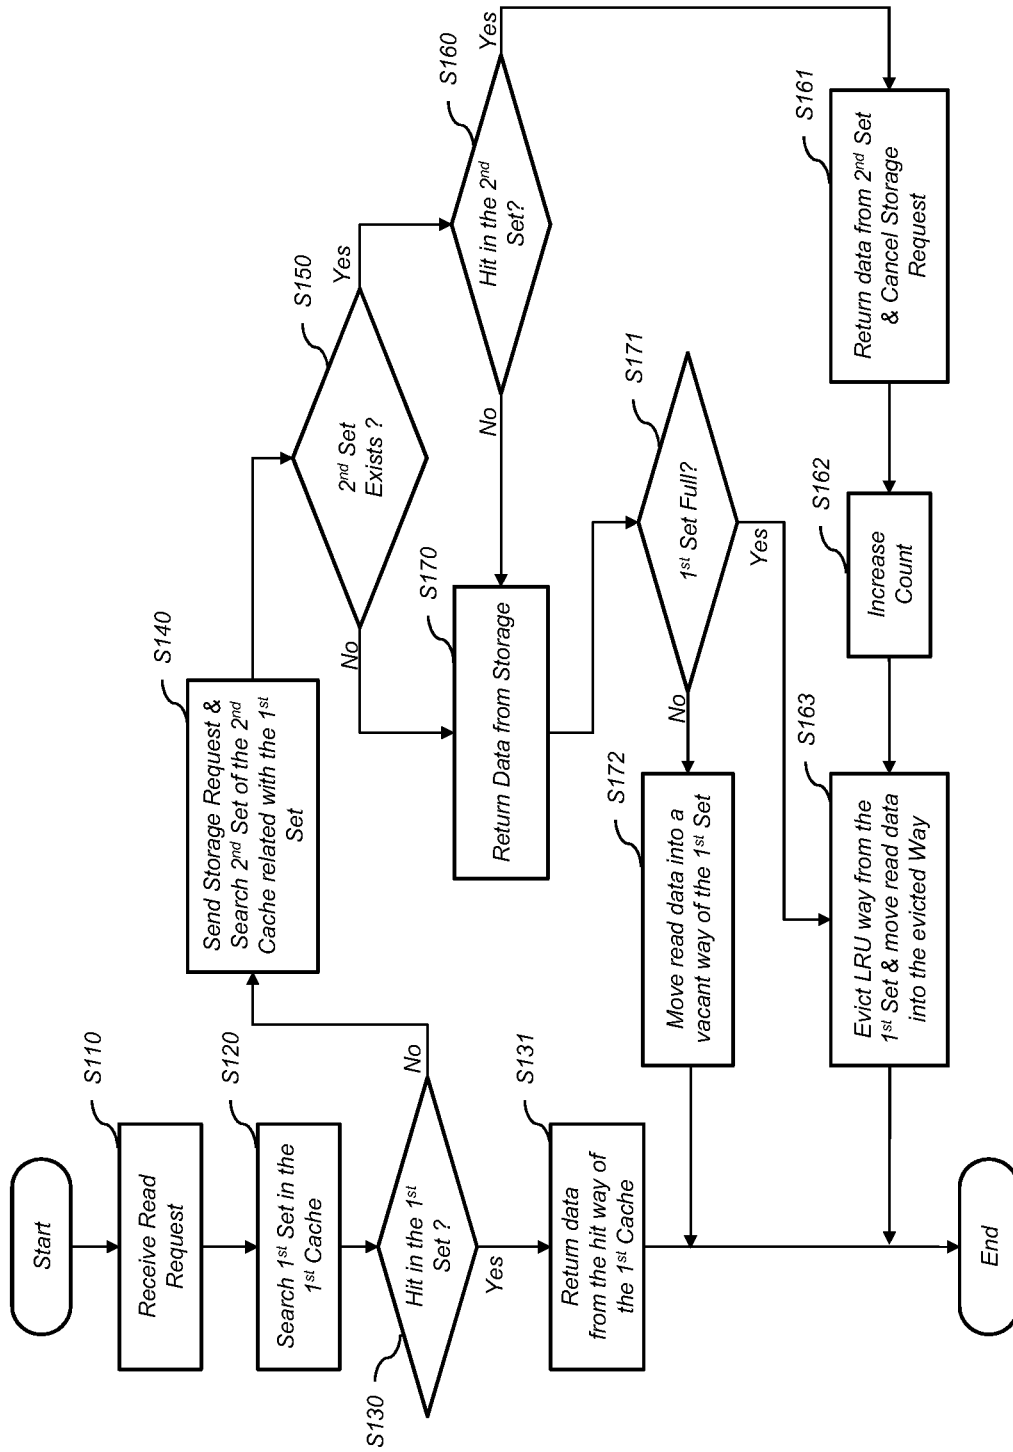 Start
S110
Receive Read
Request
S120
Search 1st Set in the
1st Cache
S130
Hit in the 1st
Set ?
No
Yes
S131
Return data
from the hit way of
the 1st Cache
S140
Send Storage Request &
Search 2nd Set of the 2nd
Cache related with the 1st
Set
S150
2nd Set
Exists ?
Yes
No
S160
Hit in the 2nd
Set?
Yes
No
S170
Return Data from Storage
S171
1st Set Full?
No
Yes
S172
Move read data into a
vacant way of the 1st Set
S161
Return data from 2nd Set
& Cancel Storage
Request
S162
Increase
Count
S163
Evict LRU way from the
1st Set & move read data
into the evicted Way
End